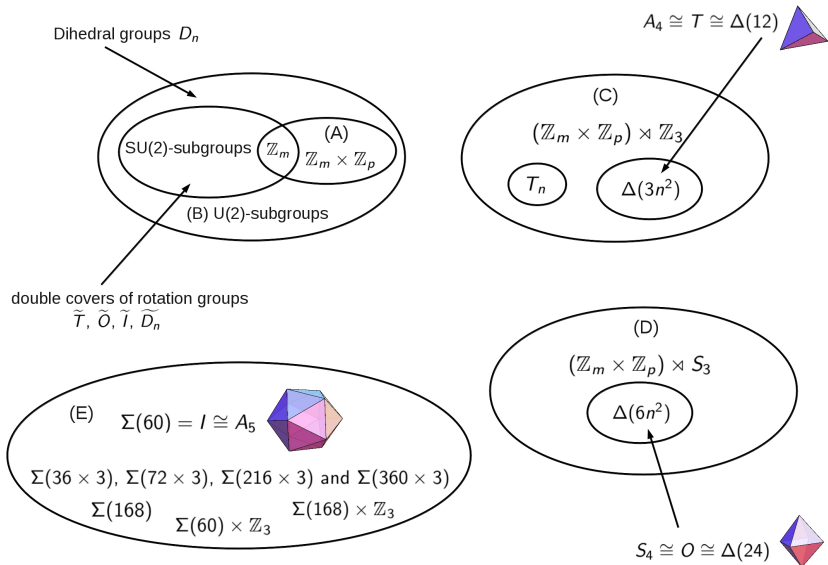 Dihedral groups Dₙ
SU(2)-subgroups
ℤₘ
(A)
ℤₘ × ℤₚ
(B) U(2)-subgroups
double covers of rotation groups
T̃, Õ, Ĩ, D̃ₙ
A₄ ≅ T ≅ Δ(12)
(C)
(ℤₘ × ℤₚ) ⋊ ℤ₃
Tₙ
Δ(3n²)
(D)
(ℤₘ × ℤₚ) ⋊ S₃
Δ(6n²)
S₄ ≅ O ≅ Δ(24)
(E)
Σ(60) = I ≅ A₅
Σ(36 × 3), Σ(72 × 3), Σ(216 × 3) and Σ(360 × 3)
Σ(168)
Σ(60) × ℤ₃
Σ(168) × ℤ₃